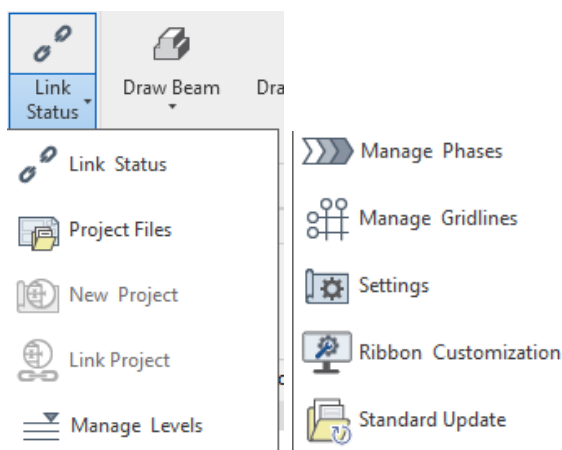 Link
Status
Draw Beam
Dra
Link Status
Project Files
New Project
Link Project
Manage Levels
Manage Phases
Manage Gridlines
Settings
Ribbon Customization
Standard Update